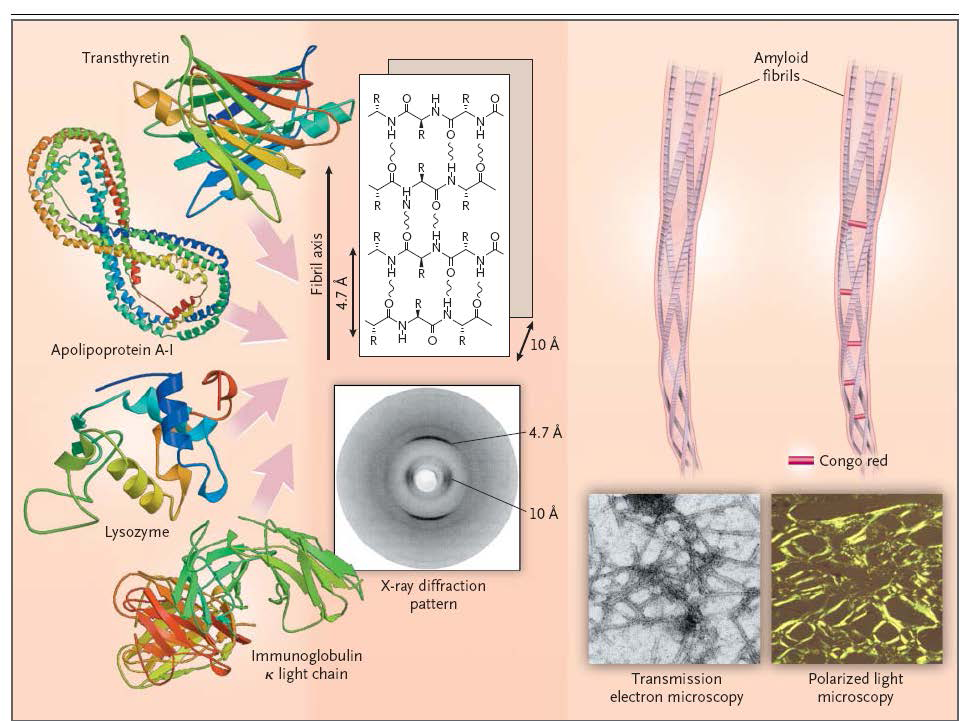 Transthyretin
Apolipoprotein A-I
Lysozyme
Immunoglobulin
κ light chain
R O H R O
N N N
H R O H
O R H O
N
R H N O R
R O H R O
N N N
H R O H
O R H O
N N
R H O R
Fibril axis
4.7 Å
10 Å
4.7 Å
10 Å
X-ray diffraction
pattern
Amyloid
fibrils
Congo red
Transmission
electron microscopy
Polarized light
microscopy